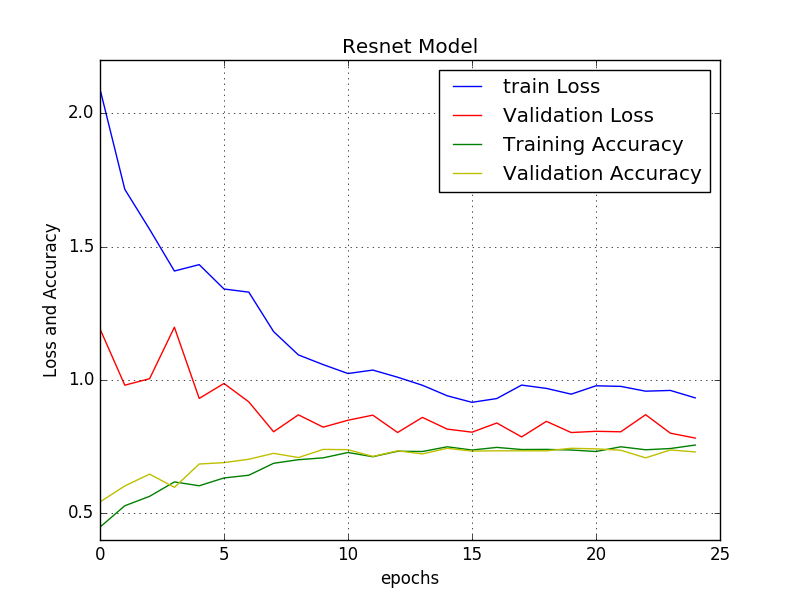 Resnet Model
train Loss
Validation Loss
Training Accuracy
Validation Accuracy
Loss and Accuracy
2.0
1.5
1.0
0.5
0 5 10 15 20 25
epochs